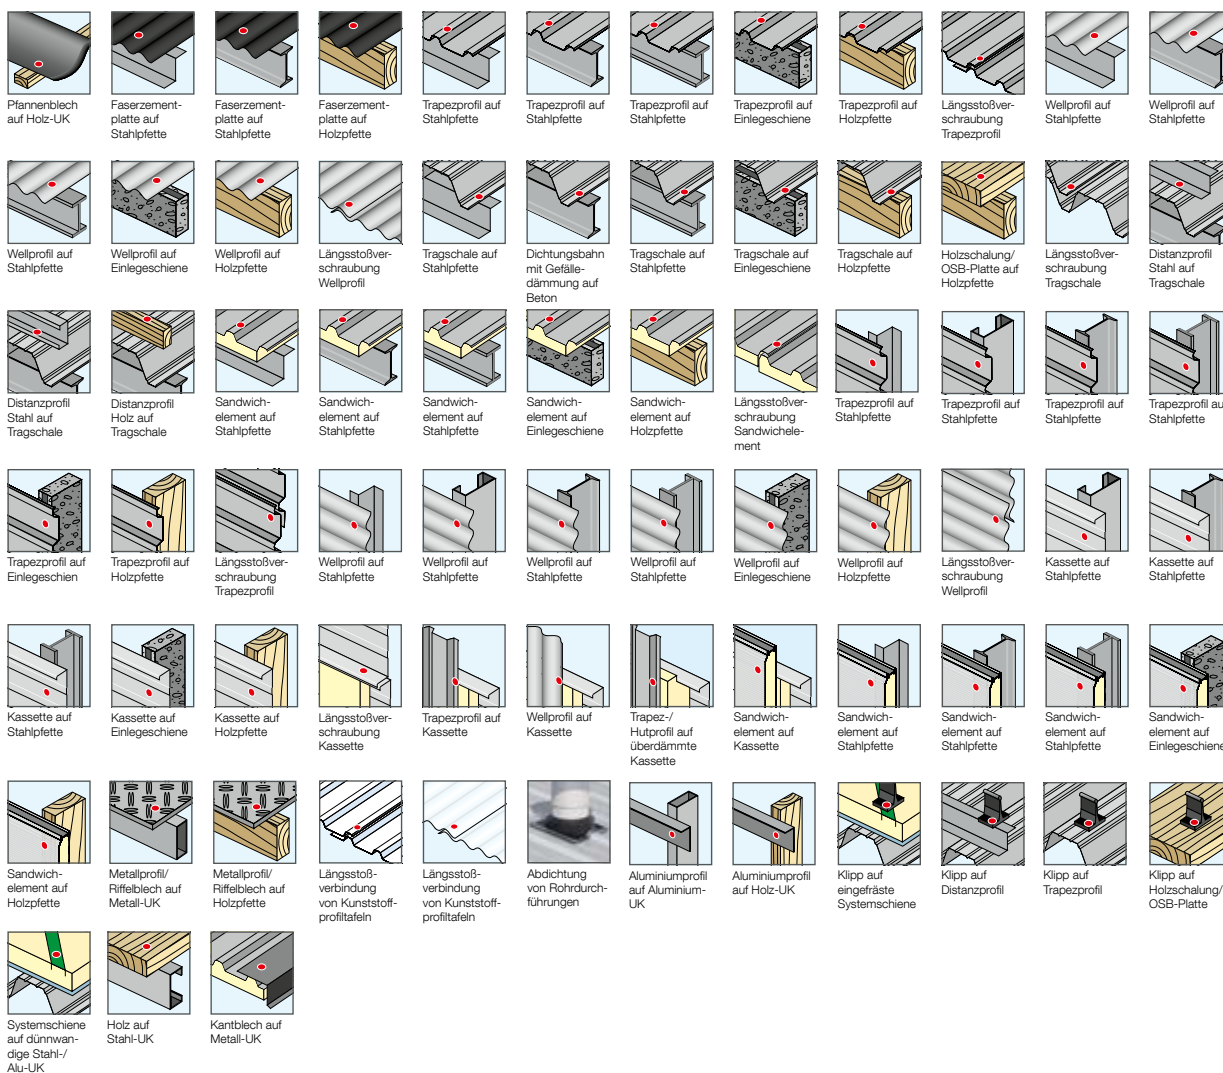 Pfannenblech
auf Holz-UK
Faserzement-
platte auf
Stahlpfette
Faserzement-
platte auf
Stahlpfette
Faserzement-
platte auf
Holzpfette
Trapezprofil auf
Stahlpfette
Trapezprofil auf
Stahlpfette
Trapezprofil auf
Stahlpfette
Trapezprofil auf
Einlegeschiene
Trapezprofil auf
Holzpfette
Längsstoßver-
schraubung
Trapezprofil
Wellprofil auf
Stahlpfette
Wellprofil auf
Stahlpfette
Wellprofil auf
Stahlpfette
Wellprofil auf
Einlegeschiene
Wellprofil auf
Holzpfette
Längsstoßver-
schraubung
Wellprofil
Tragschale auf
Stahlpfette
Dichtungsbahn
mit Gefälle-
dämmung auf
Beton
Tragschale auf
Stahlpfette
Tragschale auf
Einlegeschiene
Tragschale auf
Holzpfette
Holzschalung/
OSB-Platte auf
Holzpfette
Längsstoßver-
schraubung
Tragschale
Distanzprofil
Stahl auf
Tragschale
Distanzprofil
Stahl auf
Tragschale
Distanzprofil
Holz auf
Tragschale
Sandwich-
element auf
Stahlpfette
Sandwich-
element auf
Stahlpfette
Sandwich-
element auf
Stahlpfette
Sandwich-
element auf
Einlegeschiene
Sandwich-
element auf
Holzpfette
Längsstoßver-
schraubung
Sandwichele-
ment
Trapezprofil auf
Stahlpfette
Trapezprofil auf
Stahlpfette
Trapezprofil auf
Stahlpfette
Trapezprofil auf
Stahlpfette
Trapezprofil auf
Einlegeschien
Trapezprofil auf
Holzpfette
Längsstoßver-
schraubung
Trapezprofil
Wellprofil auf
Stahlpfette
Wellprofil auf
Stahlpfette
Wellprofil auf
Stahlpfette
Wellprofil auf
Stahlpfette
Wellprofil auf
Einlegeschiene
Wellprofil auf
Holzpfette
Längsstoßver-
schraubung
Wellprofil
Kassette auf
Stahlpfette
Kassette auf
Stahlpfette
Kassette auf
Stahlpfette
Kassette auf
Einlegeschiene
Kassette auf
Holzpfette
Längsstoßver-
schraubung
Kassette
Trapezprofil auf
Kassette
Wellprofil auf
Kassette
Trapez-/
Hutprofil auf
überdämmte
Kassette
Sandwich-
element auf
Kassette
Sandwich-
element auf
Stahlpfette
Sandwich-
element auf
Stahlpfette
Sandwich-
element auf
Stahlpfette
Sandwich-
element auf
Einlegeschiene
Sandwich-
element auf
Holzpfette
Metallprofil/
Riffelblech auf
Metall-UK
Metallprofil/
Riffelblech auf
Holzpfette
Längsstoß-
verbindung
von Kunststoff-
profiltafeln
Längsstoß-
verbindung
von Kunststoff-
profiltafeln
Abdichtung
von Rohrdurch-
führungen
Aluminiumprofil
auf Aluminium-
UK
Aluminiumprofil
auf Holz-UK
Klipp auf
eingefräste
Systemschiene
Klipp auf
Distanzprofil
Klipp auf
Trapezprofil
Klipp auf
Holzschalung/
OSB-Platte
Systemschiene
auf dünnwan-
dige Stahl-/
Alu-UK
Holz auf
Stahl-UK
Kantblech auf
Metall-UK